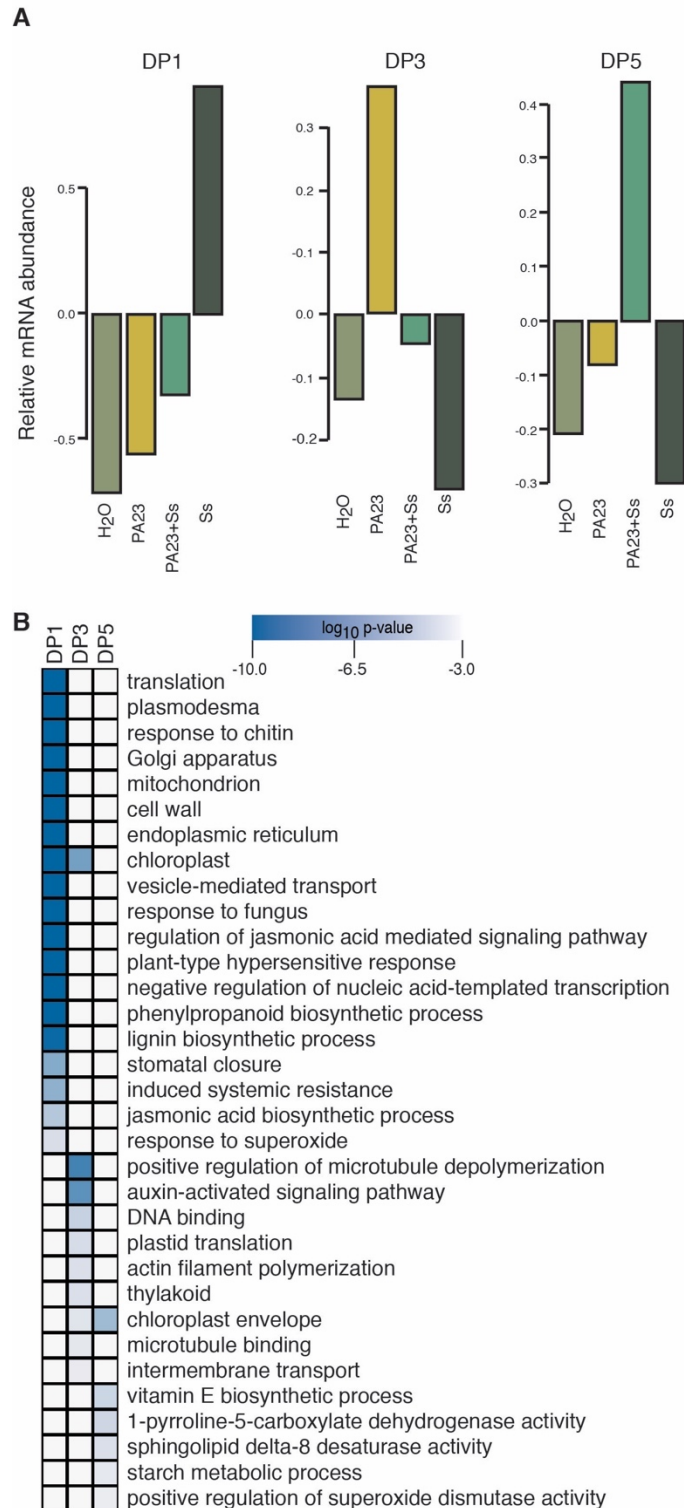 A
DP1 DP3 DP5
Relative mRNA abundance
0.5
0.0
-0.5
H2O PA23 PA23+Ss Ss
0.3
0.2
-0.1
0.0
-0.1
-0.2
H2O PA23 PA23+Ss Ss
0.4
0.3
0.2
0.4
0.0
-0.1
-0.2
-0.3
H2O PA23 PA23+Ss Ss
B
DP1 DP3 DP5
log10 p-value
-10.0 -6.5 -3.0
translation
plasmodesma
response to chitin
Golgi apparatus
mitochondrion
cell wall
endoplasmic reticulum
chloroplast
vesicle-mediated transport
response to fungus
regulation of jasmonic acid mediated signaling pathway
plant-type hypersensitive response
negative regulation of nucleic acid-templated transcription
phenylpropanoid biosynthetic process
lignin biosynthetic process
stomatal closure
induced systemic resistance
jasmonic acid biosynthetic process
response to superoxide
positive regulation of microtubule depolymerization
auxin-activated signaling pathway
DNA binding
plastid translation
actin filament polymerization
thylakoid
chloroplast envelope
microtubule binding
intermembrane transport
vitamin E biosynthetic process
1-pyrroline-5-carboxylate dehydrogenase activity
sphingolipid delta-8 desaturase activity
starch metabolic process
positive regulation of superoxide dismutase activity